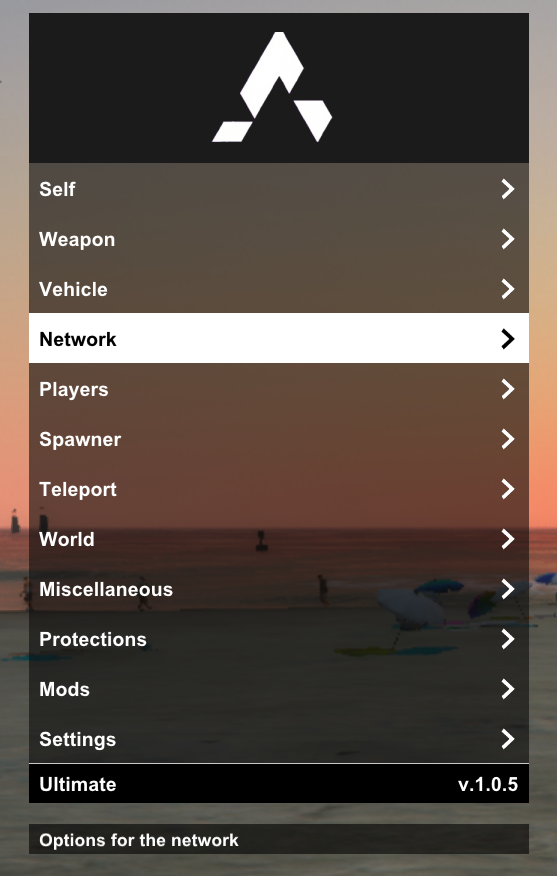 Self
Weapon
Vehicle
Network
Players
Spawner
Teleport
World
Miscellaneous
Protections
Mods
Settings
Ultimate v.1.0.5
Options for the network